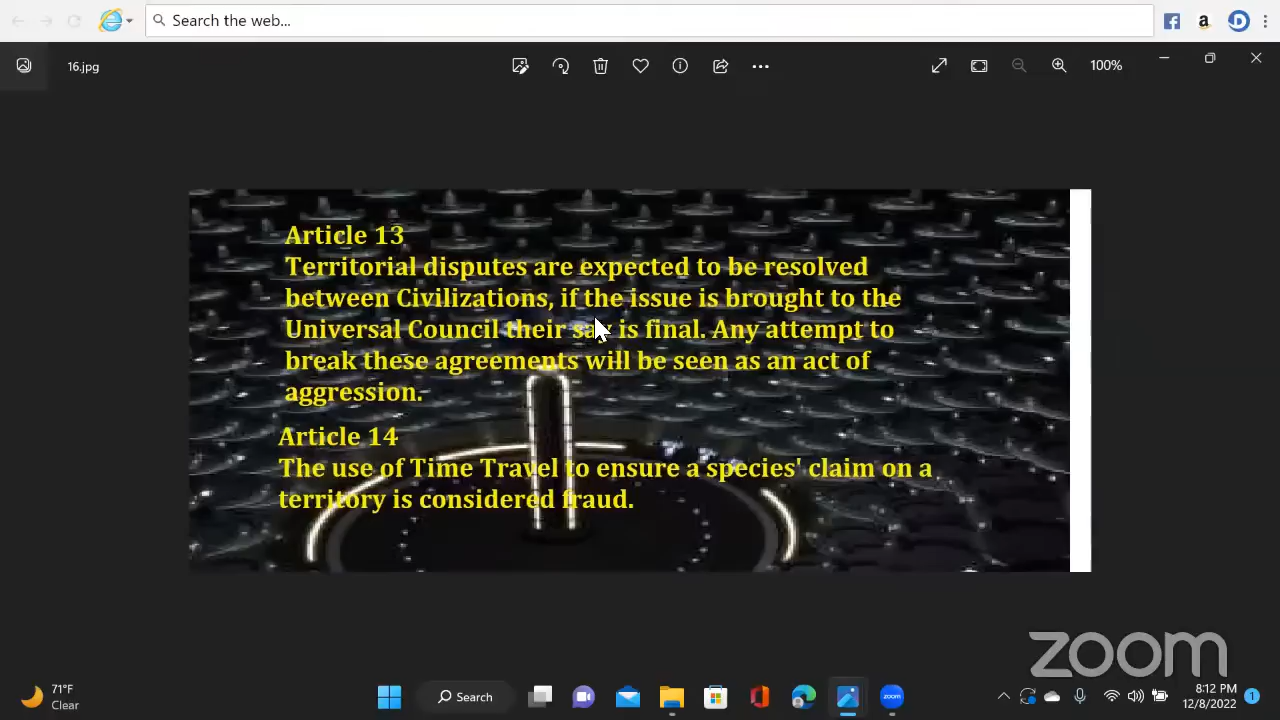 Search the web...
16.jpg
100%
Article 13
Territorial disputes are expected to be resolved
between Civilizations, if the issue is brought to the
Universal Council their say is final. Any attempt to
break these agreements will be seen as an act of
aggression.
Article 14
The use of Time Travel to ensure a species' claim on a
territory is considered fraud.
zoom
71°F
Clear
Search
zoom
8:12 PM
12/8/2022
1